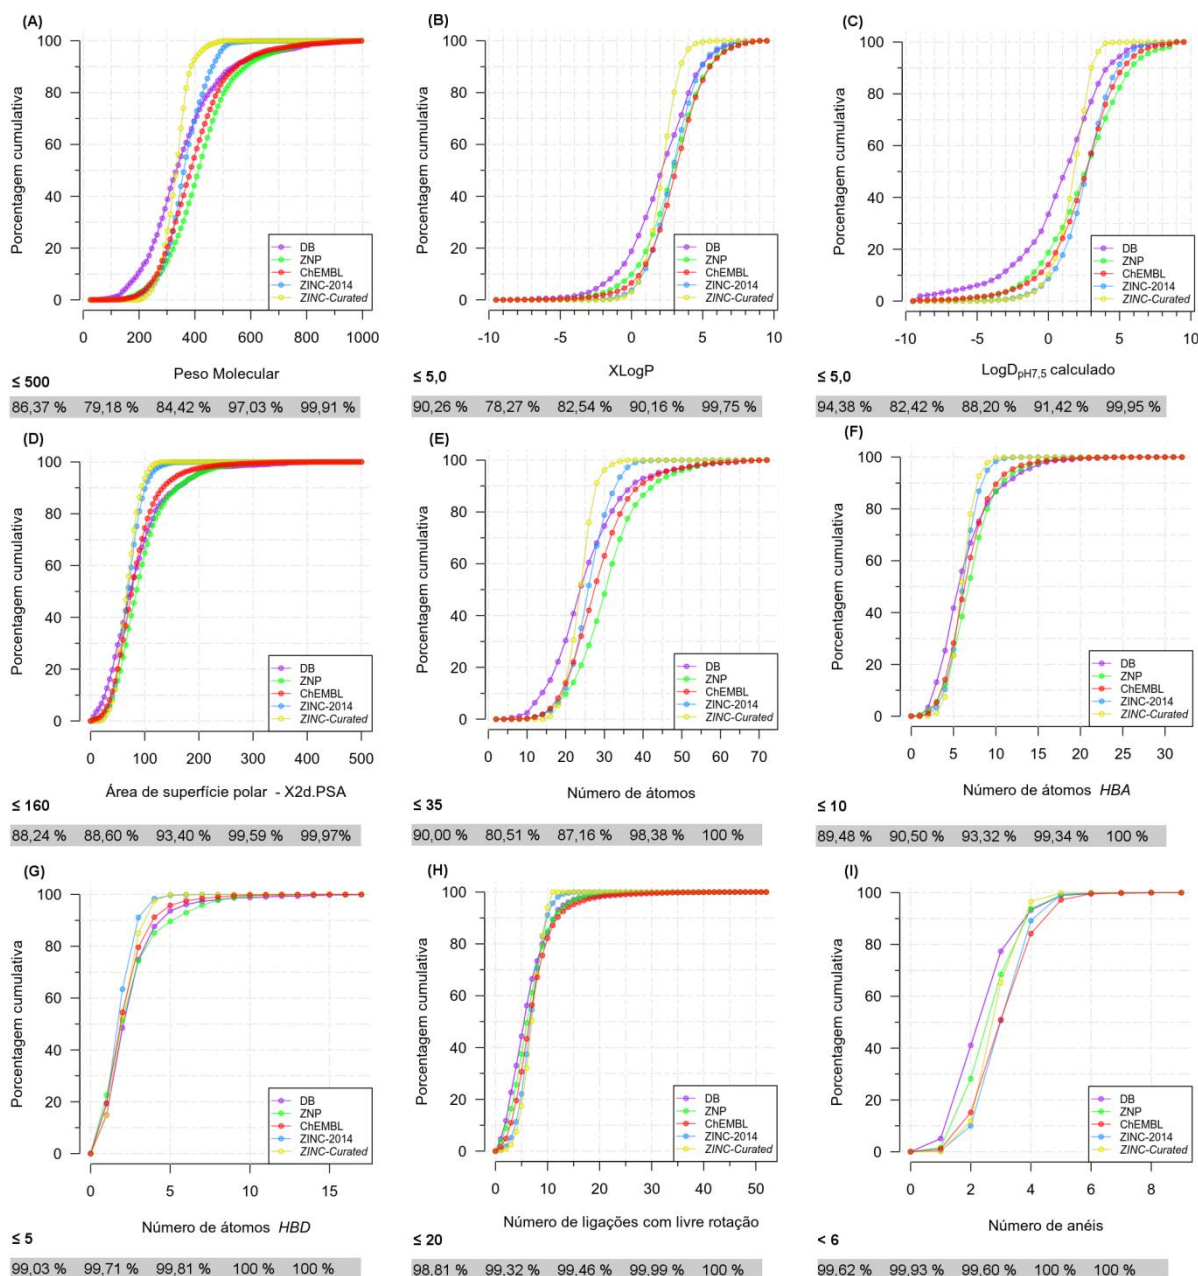 (A)
Porcentagem cumulativa
100
80
60
40
20
0
DB
ZNP
ChEMBL
ZINC-2014
ZINC-Curated
0 200 400 600 800 1000
Peso Molecular
≤ 500
86,37 % 79,18 % 84,42 % 97,03 % 99,91 %
(B)
Porcentagem cumulativa
100
80
60
40
20
0
DB
ZNP
ChEMBL
ZINC-2014
ZINC-Curated
-10 -5 0 5 10
XLogP
≤ 5,0
90,26 % 78,27 % 82,54 % 90,16 % 99,75 %
(C)
Porcentagem cumulativa
100
80
60
40
20
0
DB
ZNP
ChEMBL
ZINC-2014
ZINC-Curated
-10 -5 0 5 10
LogDpH7,5 calculado
≤ 5,0
94,38 % 82,42 % 88,20 % 91,42 % 99,95 %
(D)
Porcentagem cumulativa
100
80
60
40
20
0
DB
ZNP
ChEMBL
ZINC-2014
ZINC-Curated
0 100 200 300 400 500
Área de superfície polar - X2d.PSA
≤ 160
88,24 % 88,60 % 93,40 % 99,59 % 99,97%
(E)
Porcentagem cumulativa
100
80
60
40
20
0
DB
ZNP
ChEMBL
ZINC-2014
ZINC-Curated
0 10 20 30 40 50 60 70
Número de átomos
≤ 35
90,00 % 80,51 % 87,16 % 98,38 % 100 %
(F)
Porcentagem cumulativa
100
80
60
40
20
0
DB
ZNP
ChEMBL
ZINC-2014
ZINC-Curated
0 5 10 15 20 25 30
Número de átomos HBA
≤ 10
89,48 % 90,50 % 93,32 % 99,34 % 100 %
(G)
Porcentagem cumulativa
100
80
60
40
20
0
DB
ZNP
ChEMBL
ZINC-2014
ZINC-Curated
0 5 10 15
Número de átomos HBD
≤ 5
99,03 % 99,71 % 99,81 % 100 % 100 %
(H)
Porcentagem cumulativa
100
80
60
40
20
0
DB
ZNP
ChEMBL
ZINC-2014
ZINC-Curated
0 10 20 30 40 50
Número de ligações com livre rotação
≤ 20
98,81 % 99,32 % 99,46 % 99,99 % 100 %
(I)
Porcentagem cumulativa
100
80
60
40
20
0
DB
ZNP
ChEMBL
ZINC-2014
ZINC-Curated
0 2 4 6 8
Número de anéis
< 6
99,62 % 99,93 % 99,60 % 100 % 100 %